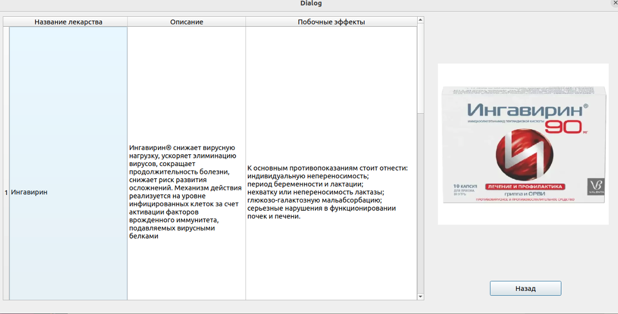 Dialog
Название лекарства
Описание
Побочные эффекты
1
Ингавирин
Ингавирин® снижает вирусную
нагрузку, ускоряет элиминацию
вирусов, сокращает
продолжительность болезни,
снижает риск развития
осложнений. Механизм действия
реализуется на уровне
инфицированных клеток за счет
активации факторов
врожденного иммунитета,
подавляемых вирусными
белками
К основным противопоказаниям стоит отнести:
индивидуальную непереносимость;
период беременности и лактации;
нехватку или непереносимость лактазы;
глюкозо-галактозную мальабсорбацию;
серьезные нарушения в функционировании
почек и печени.
Ингавирин®
90
ЛЕЧЕНИЕ И ПРОФИЛАКТИКА
ГРИППА И ОРВИ
Назад